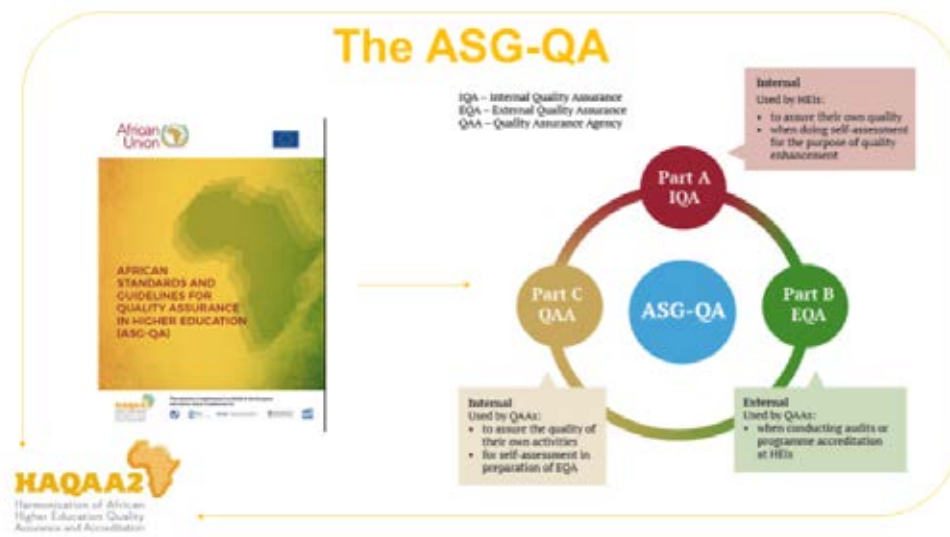 The ASG-QA
IQA – Internal Quality Assurance
EQA – External Quality Assurance
QAA – Quality Assurance Agency
African
Union
AFRICAN
STANDARDS AND
GUIDELINES FOR
QUALITY ASSURANCE
IN HIGHER EDUCATION
(ASG-QA)
HAQAA2
Internal
Used by HEIs:
• to assure their own quality
• when doing self-assessment
for the purpose of quality
enhancement
Part A
IQA
Part C
QAA
ASG-QA
Part B
EQA
Internal
Used by QAAs:
• to assure the quality of
their own activities
• for self-assessment in
preparation of EQA
External
Used by QAAs:
• when conducting audits or
programme accreditation
at HEIs
HAQAA2
Harmonisation of African
Higher Education Quality
Assurance and Accreditation